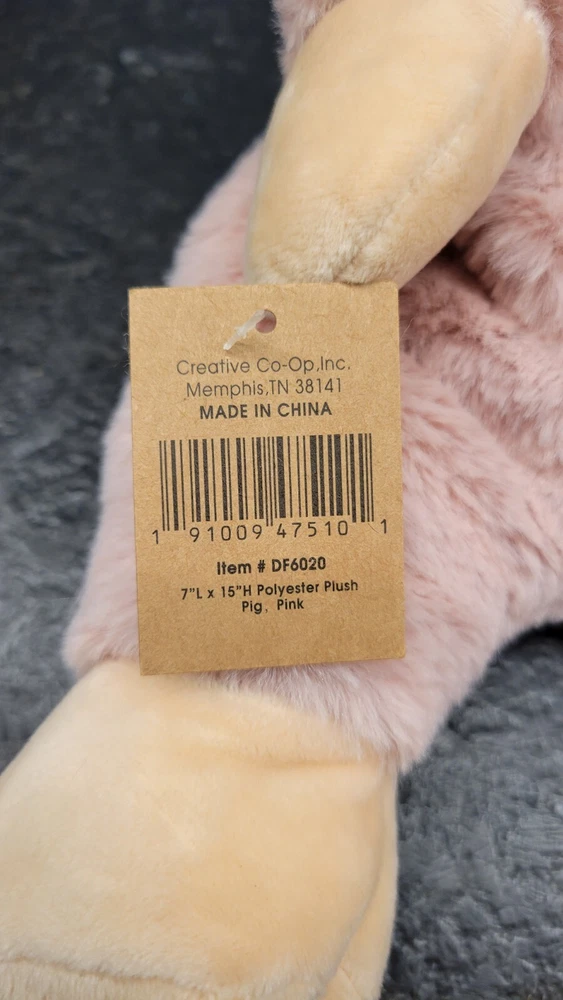 Creative Co-Op,Inc.
Memphis,TN 38141
MADE IN CHINA
1 91009 47510 1
Item # DF6020
7"L x 15"H Polyester Plush
Pig, Pink